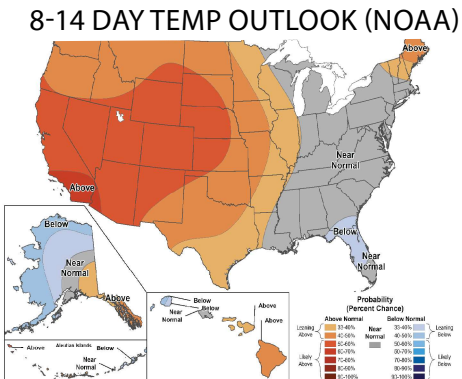 8-14 DAY TEMP OUTLOOK (NOAA)
Above
Near
Normal
Above
Below
Near
Normal
Below
Near
Normal
Above
Above
Aleutian Islands
Near
Normal
Below
Below
Near
Normal
Above
Above
Probability
(Percent Chance)
Above Normal
Near
Normal
Below Normal
Leaning
Above
33-40%
40-50%
50-60%
60-70%
Likely
Above
70-80%
80-90%
90-100%
33-40%
40-50%
Leaning
Below
50-60%
60-70%
70-80%
80-90%
Likely
Below